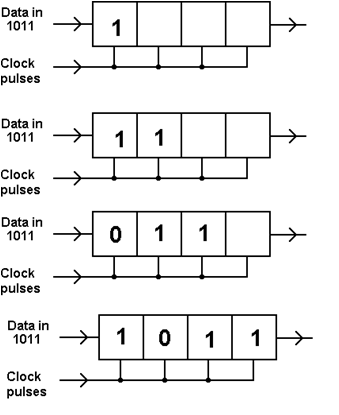 Data in
1011
1
Clock
pulses
Data in
1011
1 1
Clock
pulses
Data in
1011
0 1 1
Clock
pulses
Data in
1011
1 0 1 1
Clock
pulses